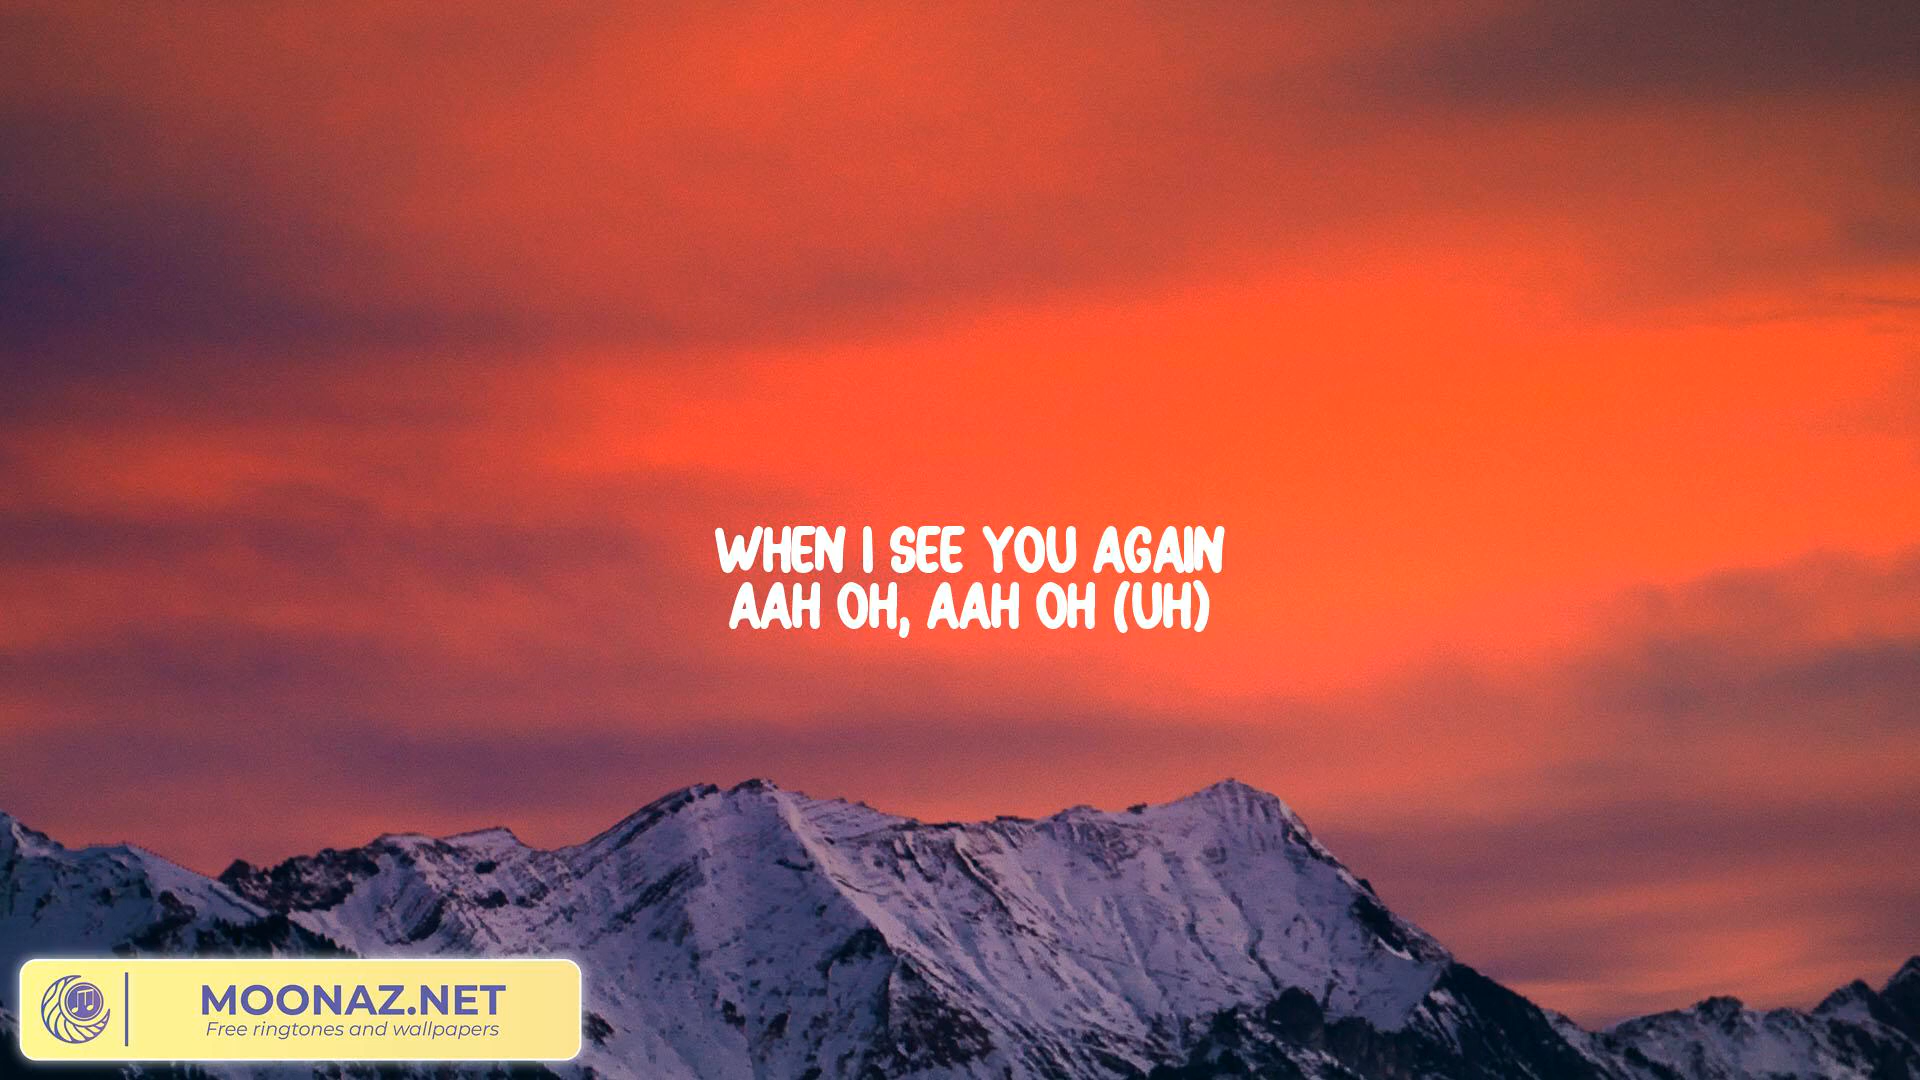 WHEN I SEE YOU AGAIN
AAH OH, AAH OH (UH)
MOONAZ.NET
Free ringtones and wallpapers